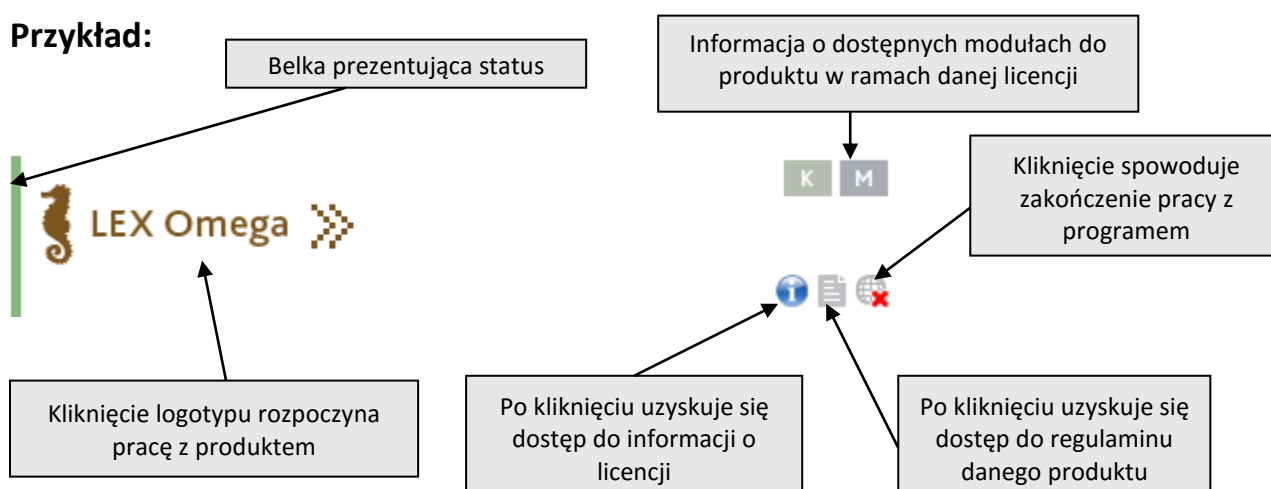 Przykład:
Belka prezentująca status
Informacja o dostępnych modułach do
produktu w ramach danej licencji
K M
Kliknięcie spowoduje
zakończenie pracy z
programem
LEX Omega
Kliknięcie logotypu rozpoczyna
pracę z produktem
Po kliknięciu uzyskuje się
dostęp do informacji o
licencji
Po kliknięciu uzyskuje się
dostęp do regulaminu
danego produktu